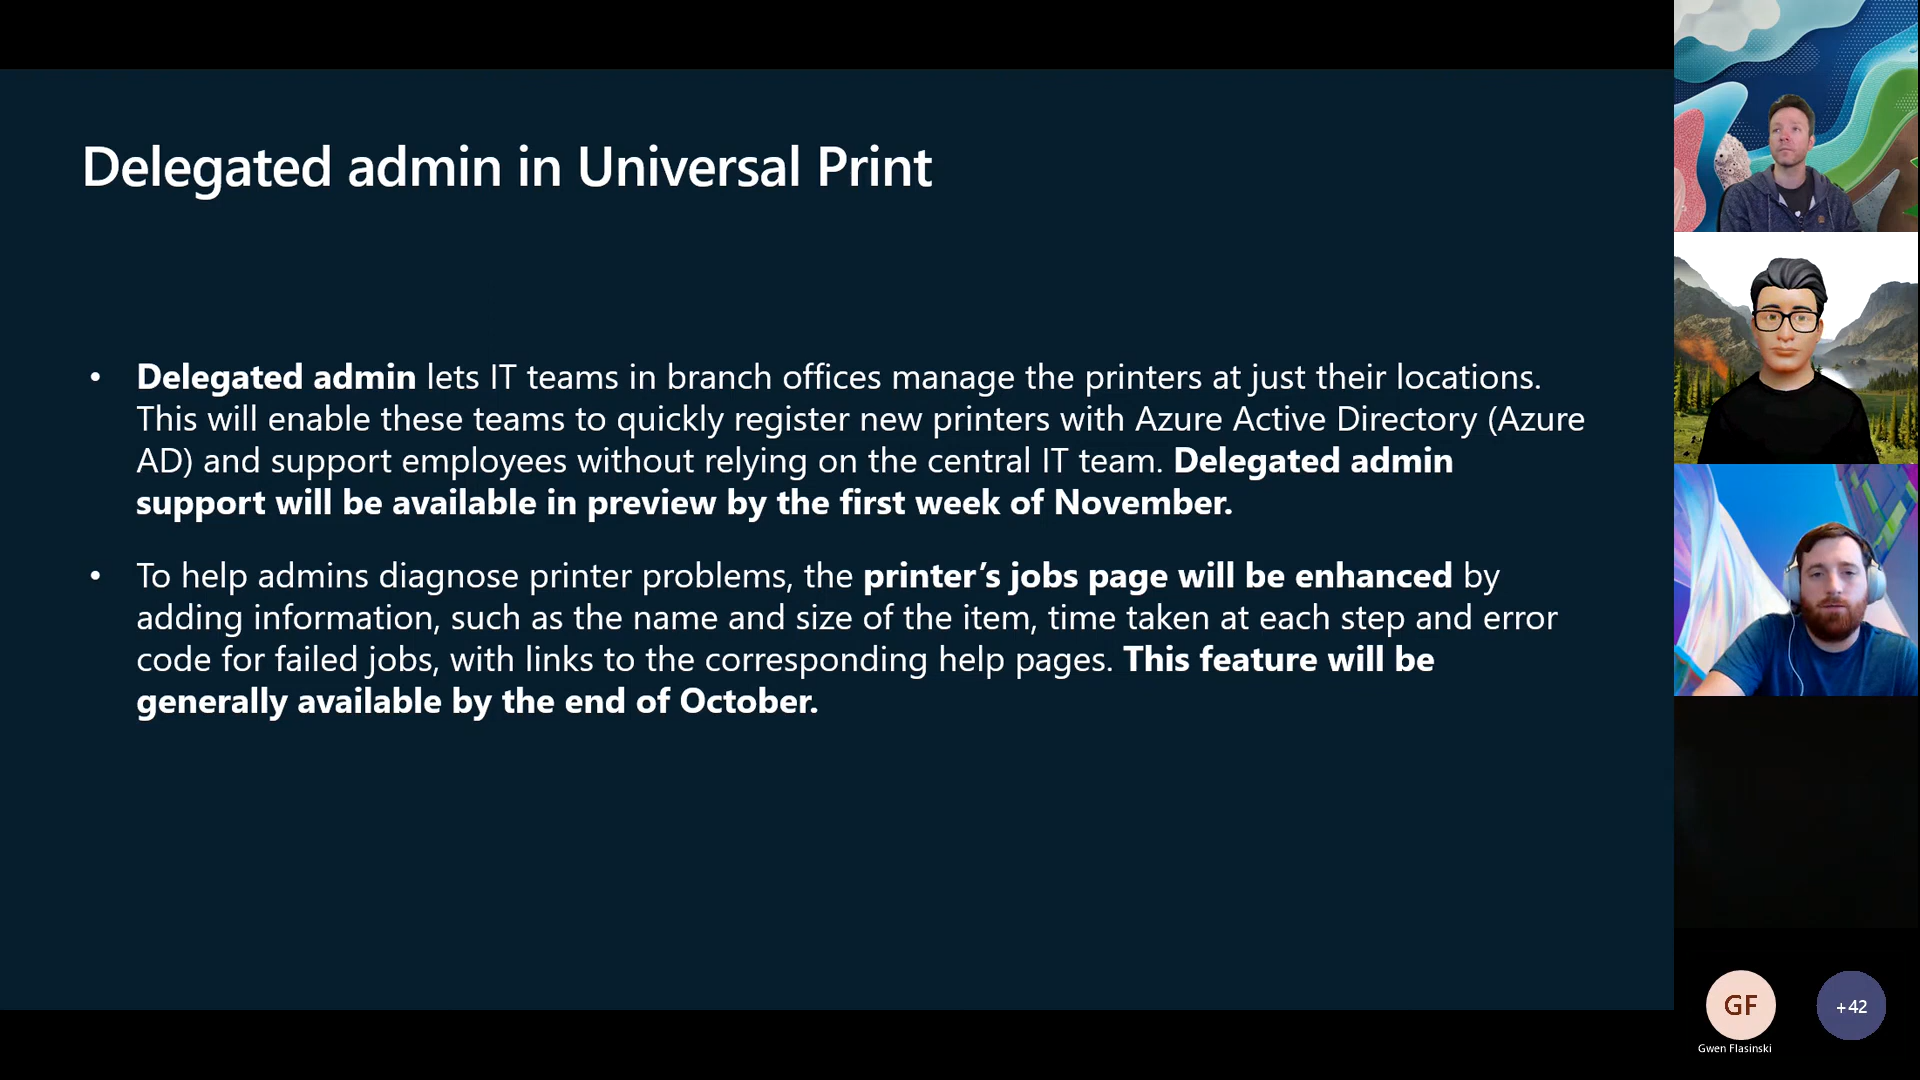 Delegated admin in Universal Print
• Delegated admin lets IT teams in branch offices manage the printers at just their locations.
This will enable these teams to quickly register new printers with Azure Active Directory (Azure
AD) and support employees without relying on the central IT team. Delegated admin
support will be available in preview by the first week of November.
• To help admins diagnose printer problems, the printer’s jobs page will be enhanced by
adding information, such as the name and size of the item, time taken at each step and error
code for failed jobs, with links to the corresponding help pages. This feature will be
generally available by the end of October.
GF
+42
Gwen Flasinski